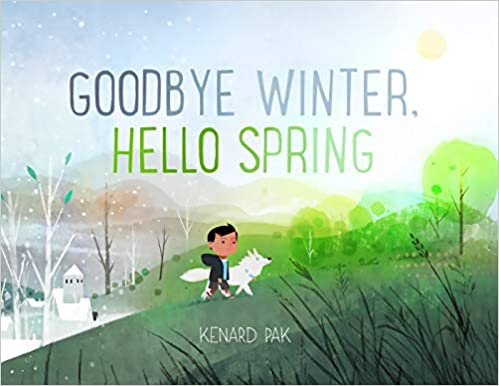 GOODBYE WINTER,
HELLO SPRING
KENARD PAK